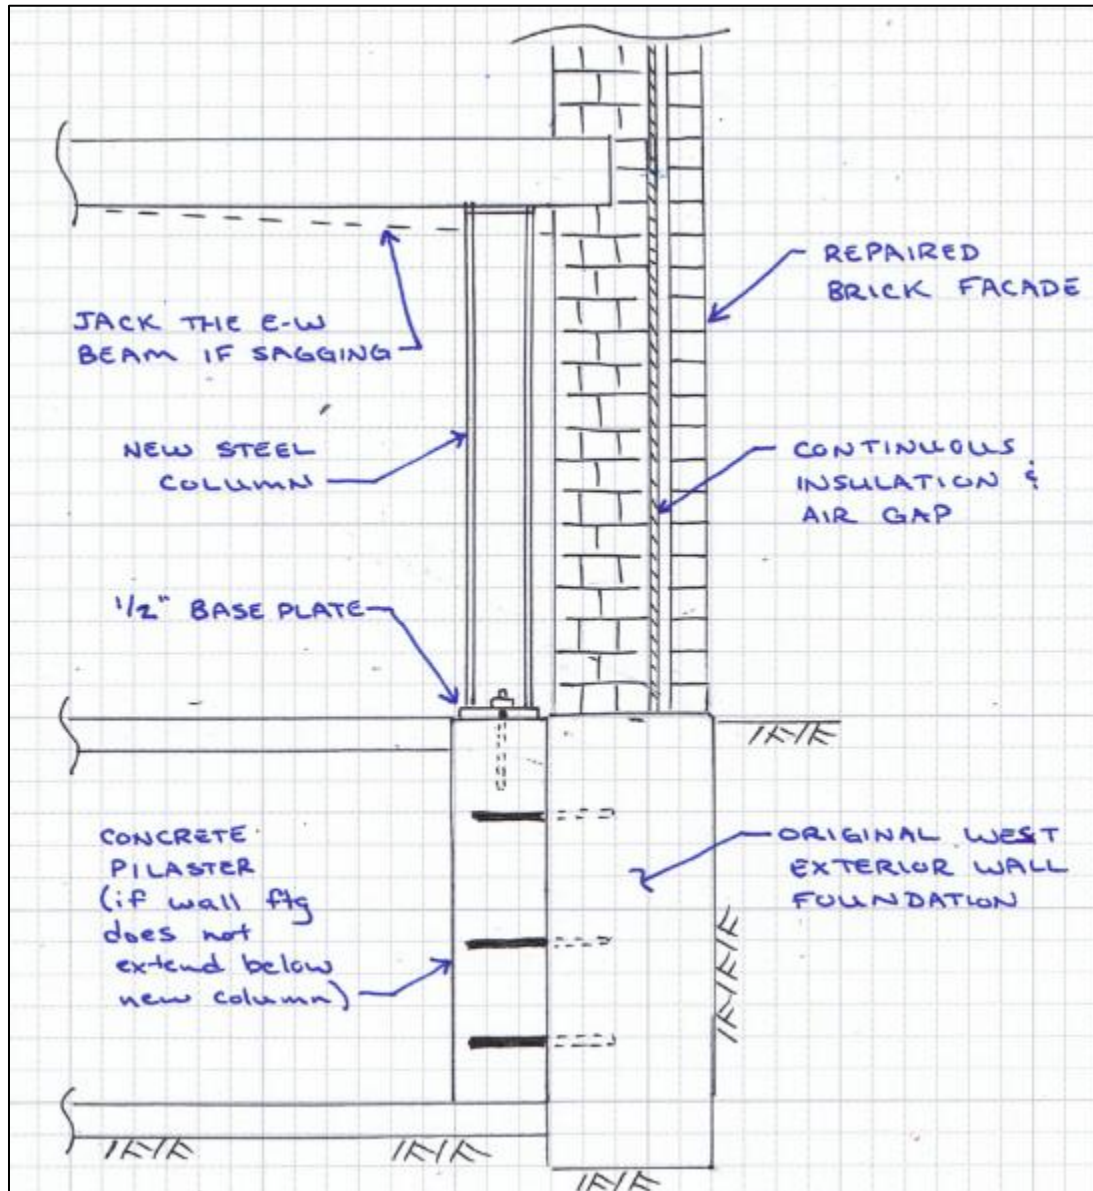 REPAIRED
BRICK FACADE
JACK THE E-W
BEAM IF SAGGING
NEW STEEL
COLUMN
CONTINUOUS
INSULATION &
AIR GAP
1/2" BASE PLATE
CONCRETE
PILASTER
(if wall ftg
does not
extend below
new column)
ORIGINAL WEST
EXTERIOR WALL
FOUNDATION